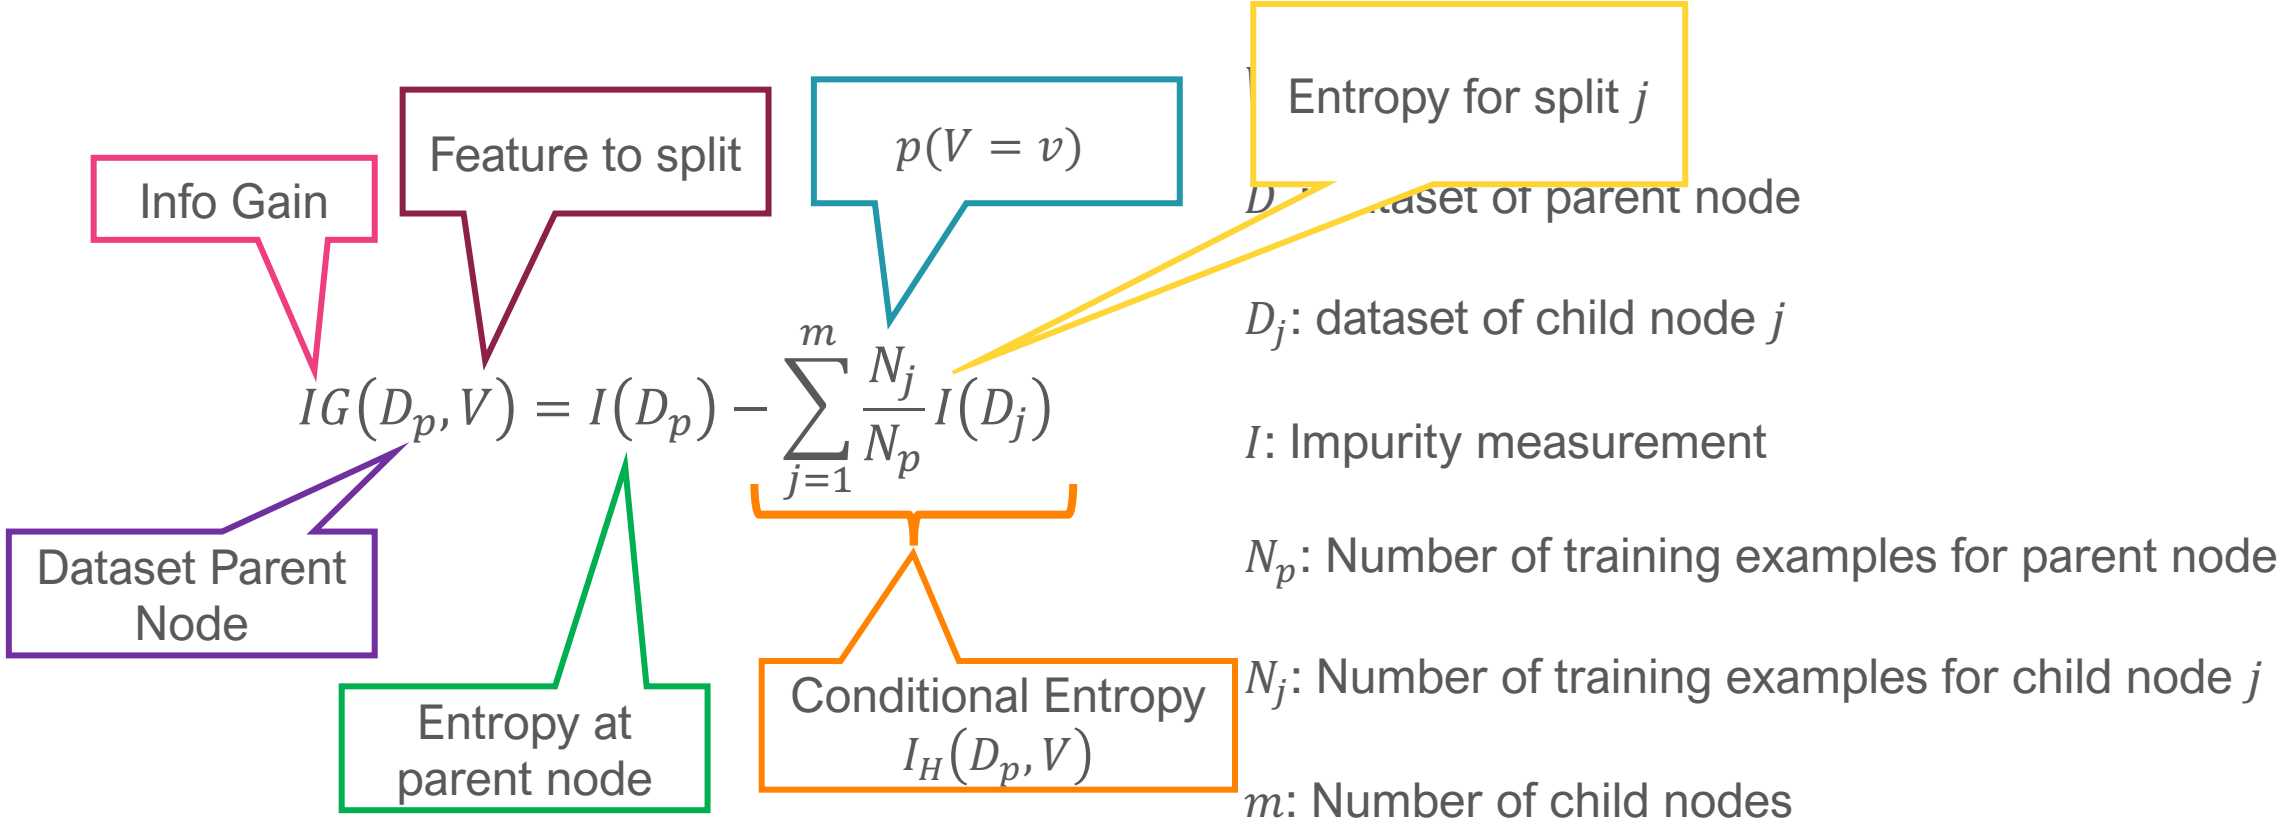 Entropy for split j
p(V = v)
Feature to split
Info Gain
D dataset of parent node
D_j: dataset of child node j
IG(D_p, V) = I(D_p) − ∑_{j=1}^{m} N_j/N_p I(D_j)
I: Impurity measurement
Dataset Parent
Node
N_p: Number of training examples for parent node
Conditional Entropy
I_H(D_p, V)
Entropy at
parent node
N_j: Number of training examples for child node j
m: Number of child nodes